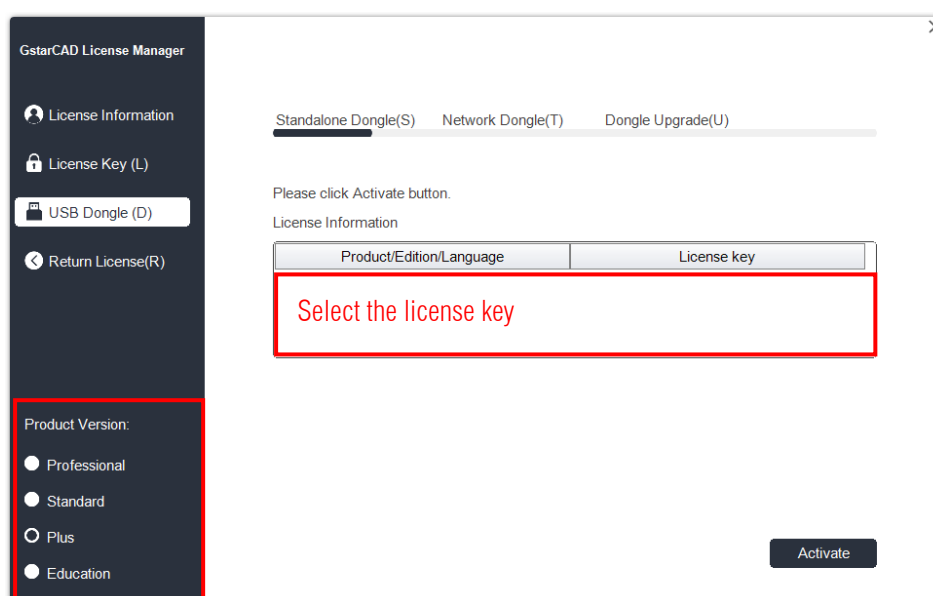 GstarCAD License Manager
License Information
License Key (L)
USB Dongle (D)
Return License(R)
Product Version:
Professional
Standard
Plus
Education
Standalone Dongle(S) Network Dongle(T) Dongle Upgrade(U)
Please click Activate button.
License Information
Product/Edition/Language License key
Select the license key
Activate